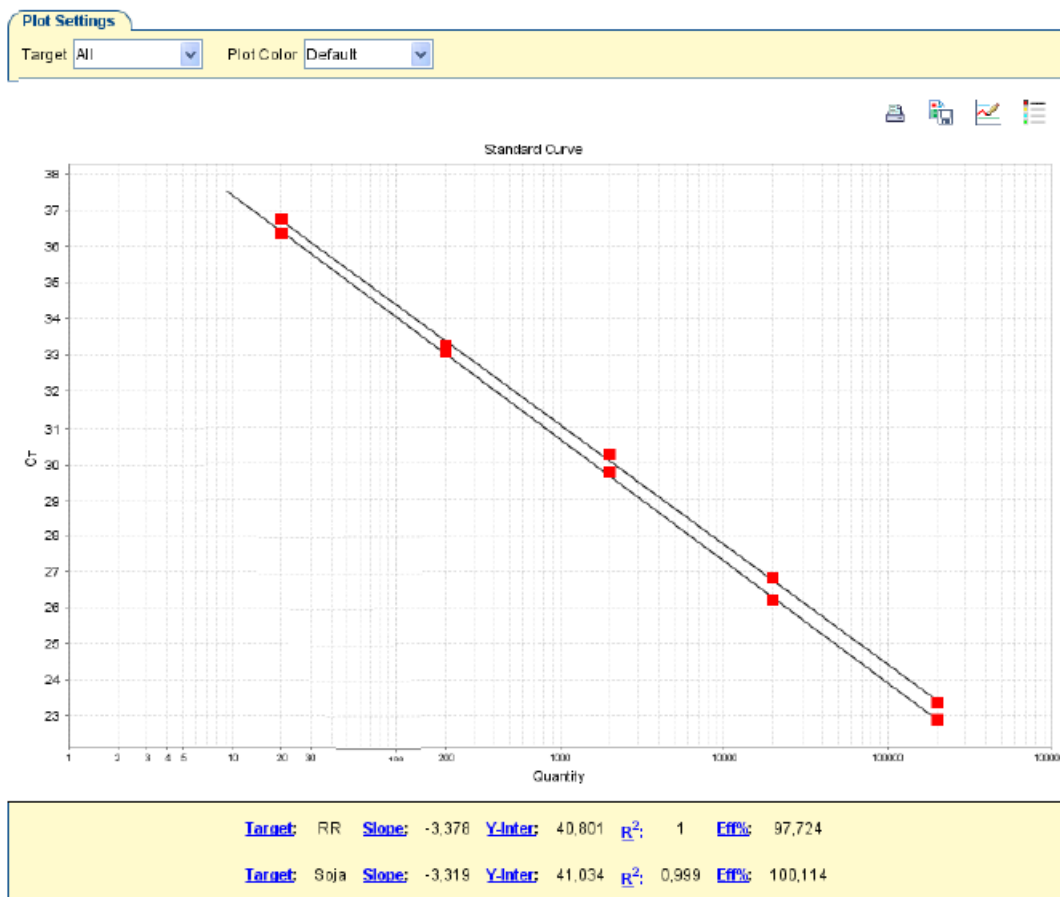 Plot Settings
Target All Plot Color Default
Standard Curve
38
37
36
35
34
33
32
31
30
29
28
27
26
25
24
23
CT
1 2 3 4 5 10 20 30 100 200 1000 10000 100000 10000
Quantity
Target: RR Slope: -3,378 Y-Inter: 40,801 R²: 1 Eff%: 97,724
Target: Soja Slope: -3,319 Y-Inter: 41,034 R²: 0,999 Eff%: 100,114